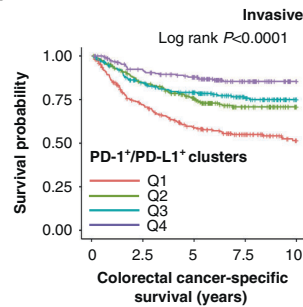 Invasive
Log rank P<0.0001
1.00
0.75
0.50
0.25
0.00
Survival probability
PD-1⁺/PD-L1⁺ clusters
Q1
Q2
Q3
Q4
0 2.5 5.0 7.5 10
Colorectal cancer-specific
survival (years)